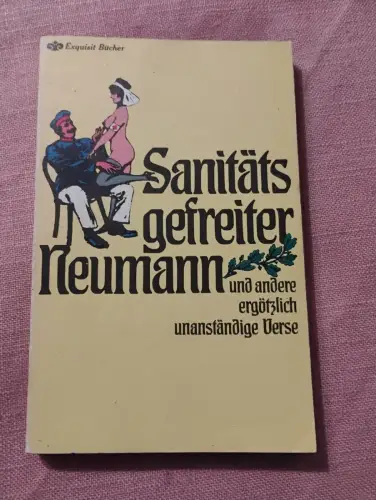 Exquisit Bücher
Sanitäts
gefreiter
Neumann
und andere
ergötzlich
unanständige Verse